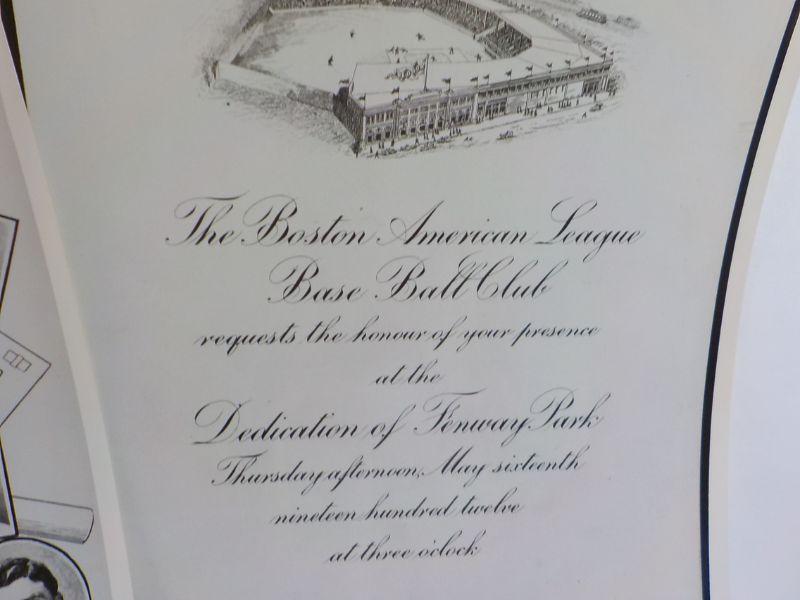 The Boston American League
Base Ball Club
requests the honour of your presence
at the
Dedication of Fenway Park
Thursday afternoon, May sixteenth
nineteen hundred twelve
at three o'clock